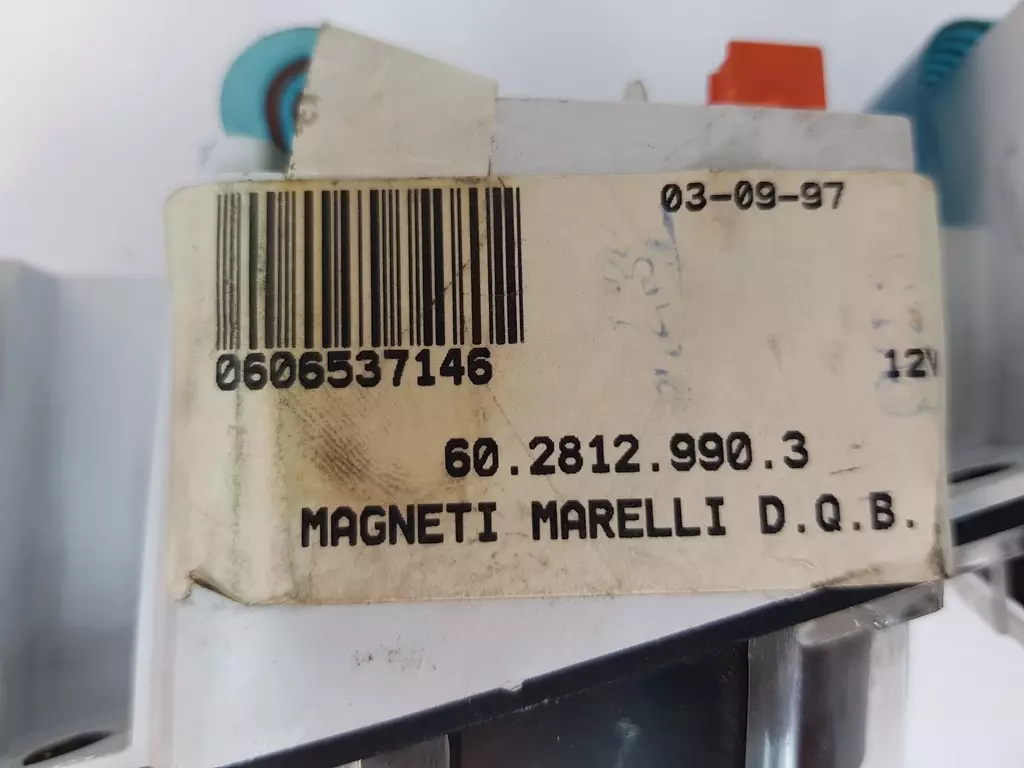 03-09-97
0606537146
12V
60.2812.990.3
MAGNETI MARELLI D.Q.B.